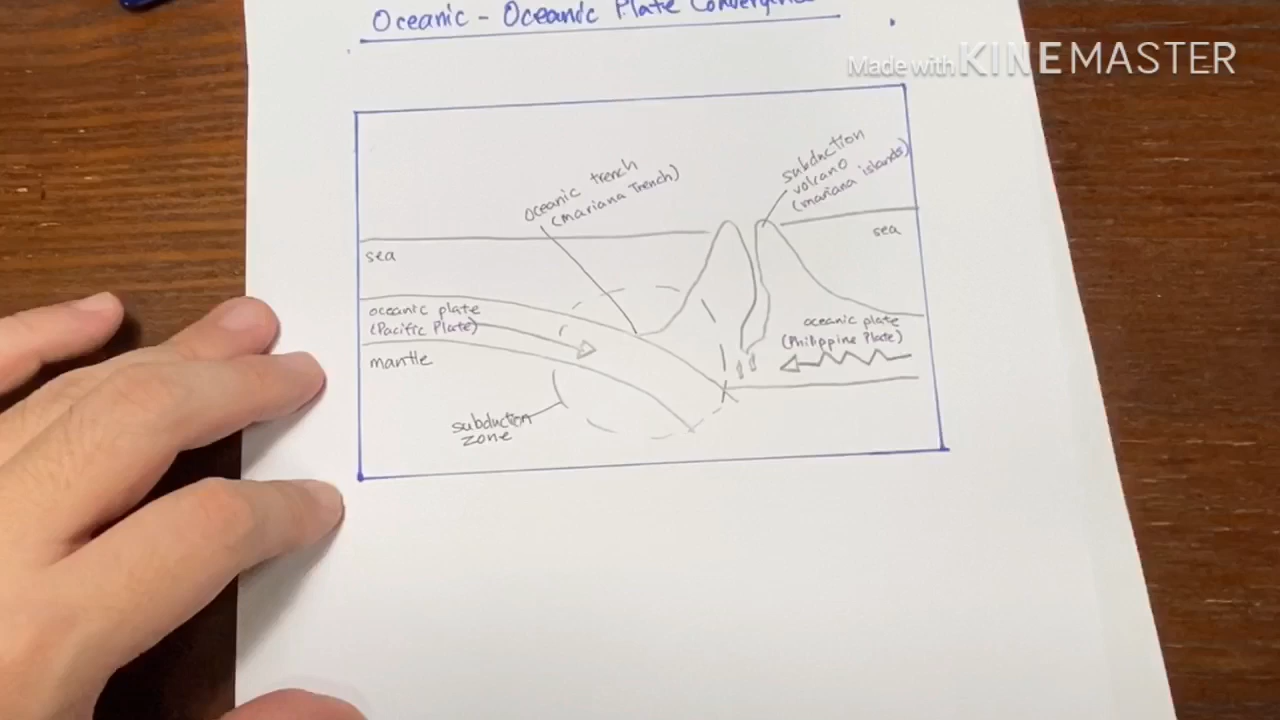 Oceanic - Oceanic Plate Convergence
Made with KINEMASTER
oceanic trench
(Mariana Trench)
subduction
volcano
(mariana islands)
sea
sea
oceanic plate
(Pacific Plate)
oceanic plate
(Philippine Plate)
mantle
subduction
zone